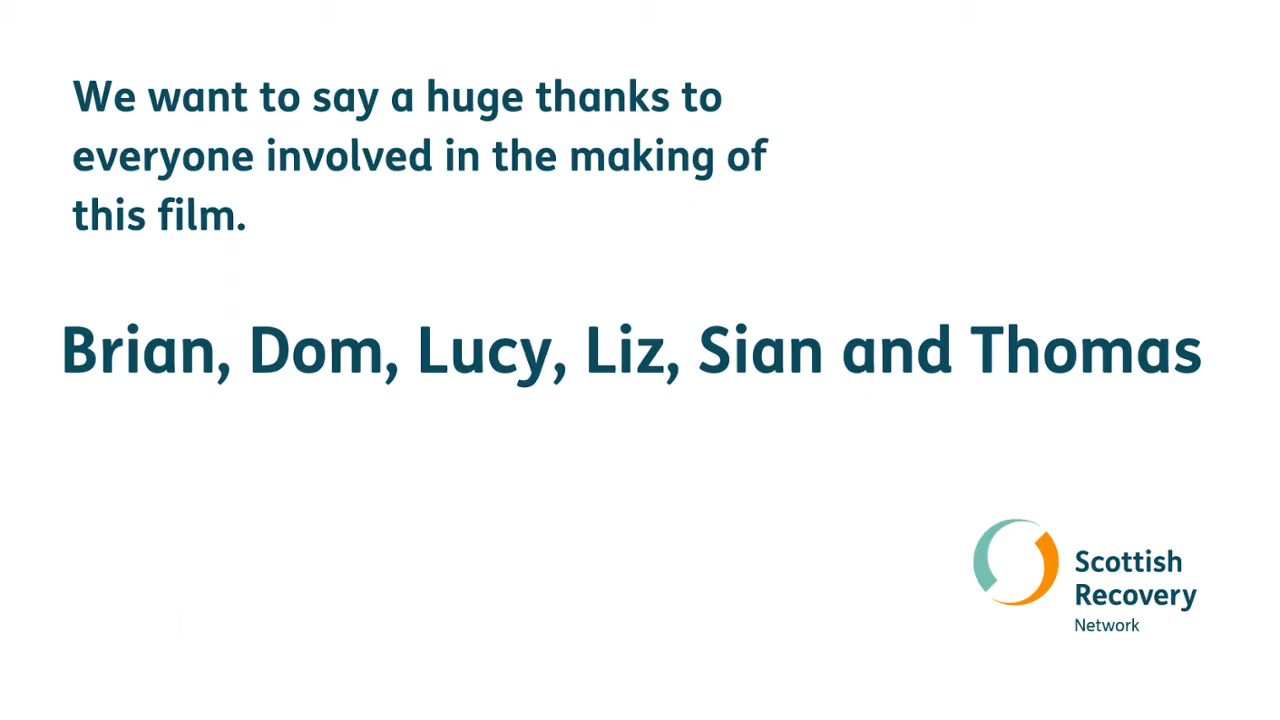 We want to say a huge thanks to
everyone involved in the making of
this film.
Brian, Dom, Lucy, Liz, Sian and Thomas
Scottish
Recovery
Network